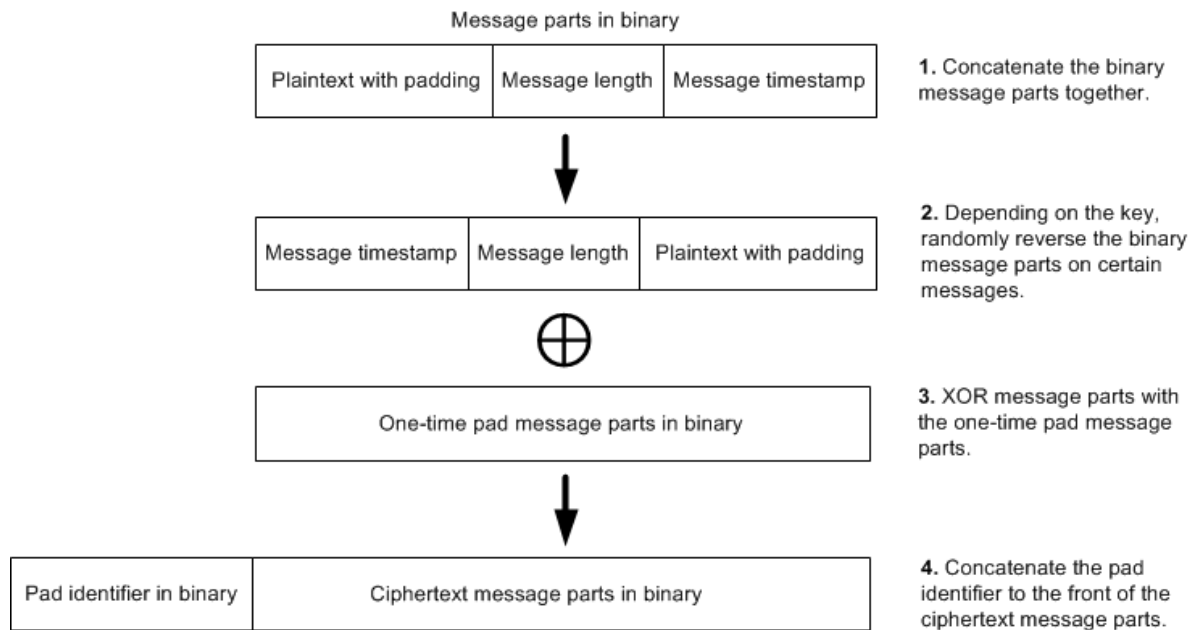 Message parts in binary
Plaintext with padding
Message length
Message timestamp
1. Concatenate the binary
message parts together.
Message timestamp
Message length
Plaintext with padding
2. Depending on the key,
randomly reverse the binary
message parts on certain
messages.
One-time pad message parts in binary
3. XOR message parts with
the one-time pad message
parts.
Pad identifier in binary
Ciphertext message parts in binary
4. Concatenate the pad
identifier to the front of the
ciphertext message parts.